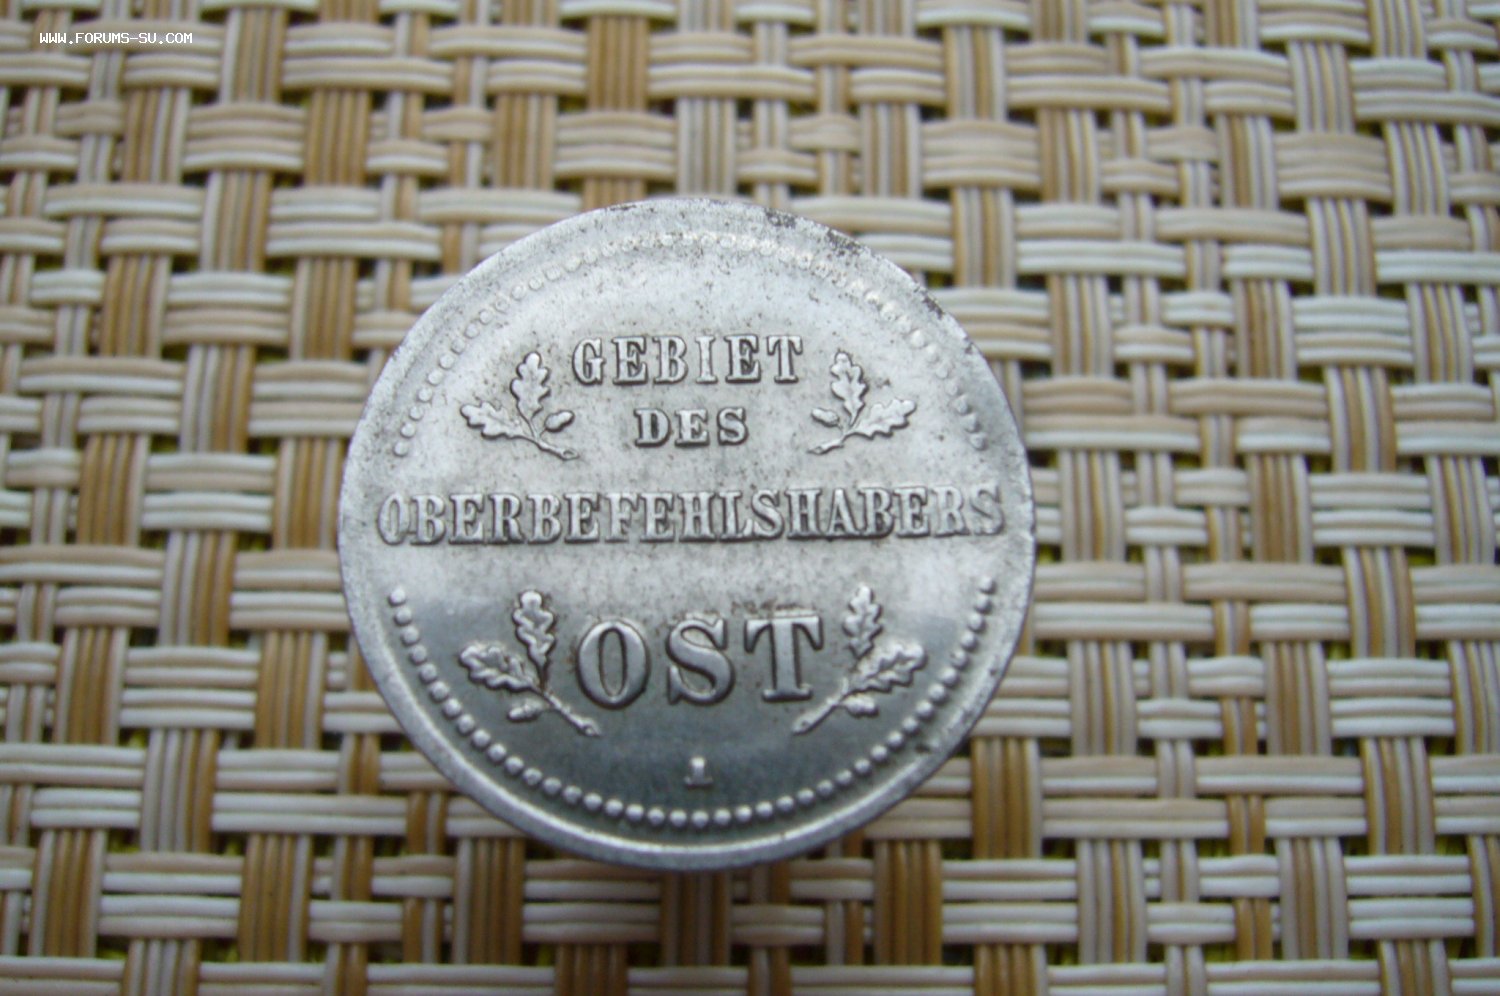 WWW.FORUMS-SU.COM
GEBIET
DES
OBERBEFEHLSHABERS
OST
A